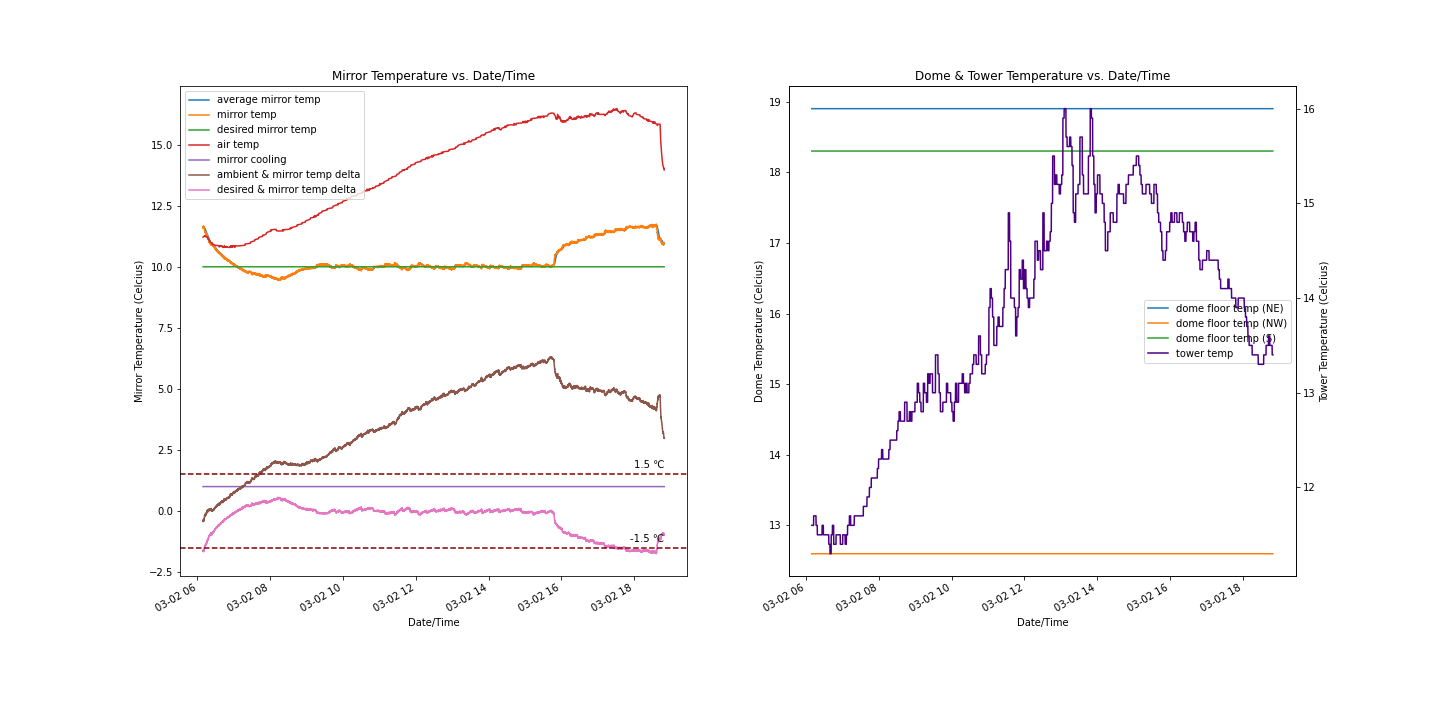 Mirror Temperature vs. Date/Time
average mirror temp
mirror temp
desired mirror temp
air temp
mirror cooling
ambient & mirror temp delta
desired & mirror temp delta
15.0
12.5
10.0
7.5
5.0
2.5
0.0
−2.5
Mirror Temperature (Celcius)
1.5 °C
-1.5 °C
03-02 06
03-02 08
03-02 10
03-02 12
03-02 14
03-02 16
03-02 18
Date/Time
Dome & Tower Temperature vs. Date/Time
19
18
17
16
15
14
13
Dome Temperature (Celcius)
dome floor temp (NE)
dome floor temp (NW)
dome floor temp (S)
tower temp
16
15
14
13
12
Tower Temperature (Celcius)
03-02 06
03-02 08
03-02 10
03-02 12
03-02 14
03-02 16
03-02 18
Date/Time